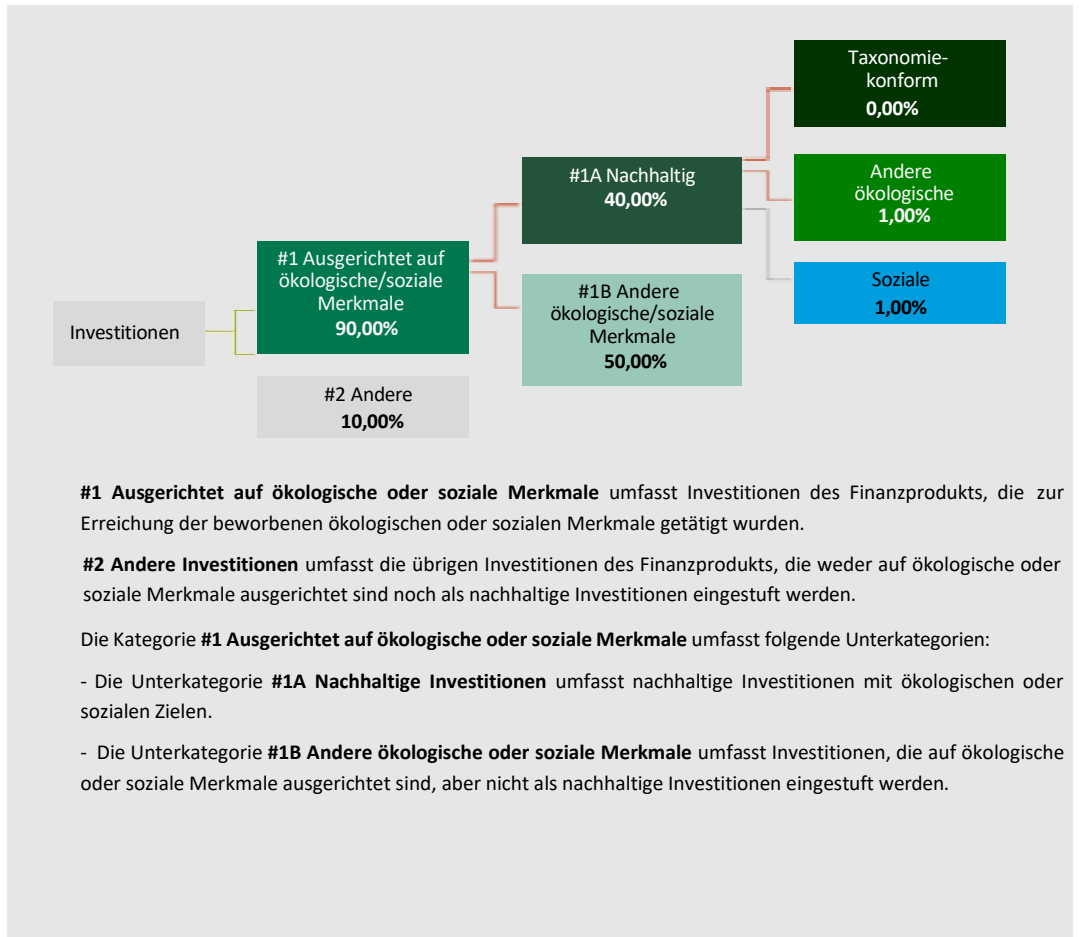 Taxonomie-
konform
0,00%
#1A Nachhaltig
40,00%
Andere
ökologische
1,00%
#1 Ausgerichtet auf
ökologische/soziale
Merkmale
90,00%
Soziale
1,00%
#1B Andere
ökologische/soziale
Merkmale
50,00%
Investitionen
#2 Andere
10,00%
#1 Ausgerichtet auf ökologische oder soziale Merkmale umfasst Investitionen des Finanzprodukts, die zur
Erreichung der beworbenen ökologischen oder sozialen Merkmale getätigt wurden.
#2 Andere Investitionen umfasst die übrigen Investitionen des Finanzprodukts, die weder auf ökologische oder
soziale Merkmale ausgerichtet sind noch als nachhaltige Investitionen eingestuft werden.
Die Kategorie #1 Ausgerichtet auf ökologische oder soziale Merkmale umfasst folgende Unterkategorien:
- Die Unterkategorie #1A Nachhaltige Investitionen umfasst nachhaltige Investitionen mit ökologischen oder
sozialen Zielen.
- Die Unterkategorie #1B Andere ökologische oder soziale Merkmale umfasst Investitionen, die auf ökologische
oder soziale Merkmale ausgerichtet sind, aber nicht als nachhaltige Investitionen eingestuft werden.